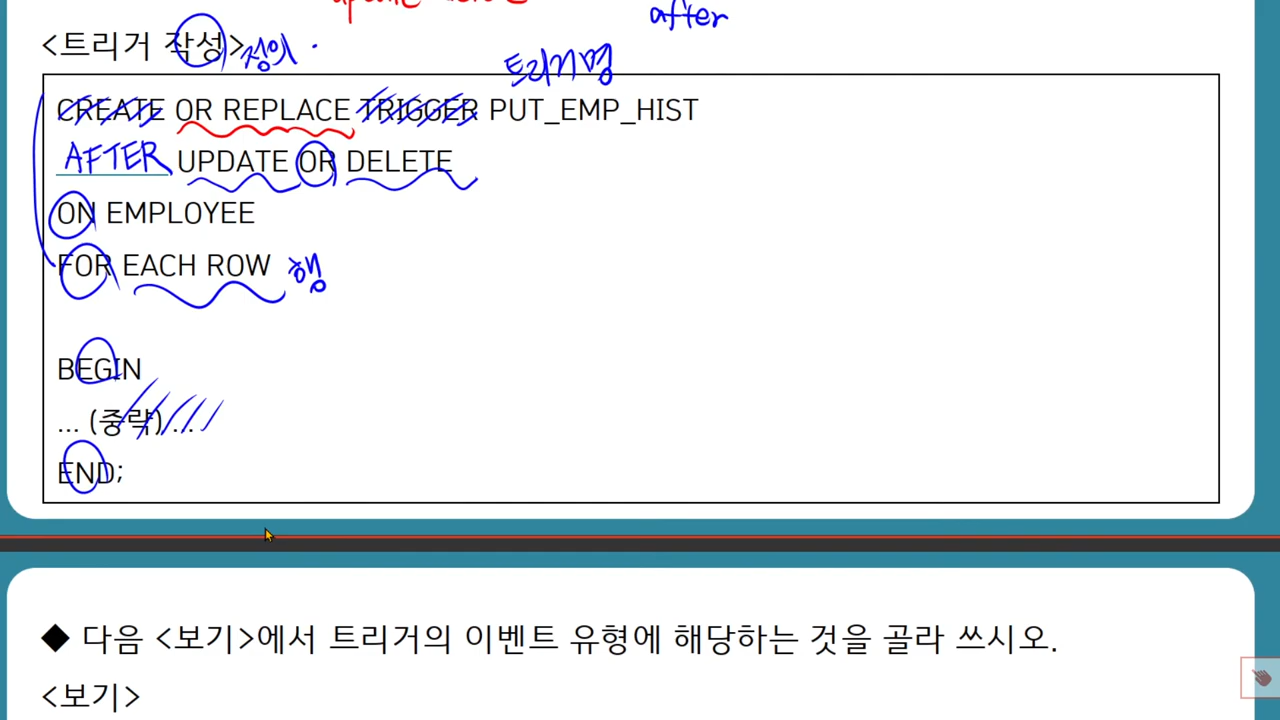 after
<트리거 작성> 정의
트리거명
CREATE OR REPLACE TRIGGER PUT_EMP_HIST
AFTER UPDATE OR DELETE
ON EMPLOYEE
FOR EACH ROW 행
BEGIN
... (중략) ...
END;
◆ 다음 <보기>에서 트리거의 이벤트 유형에 해당하는 것을 골라 쓰시오.
<보기>